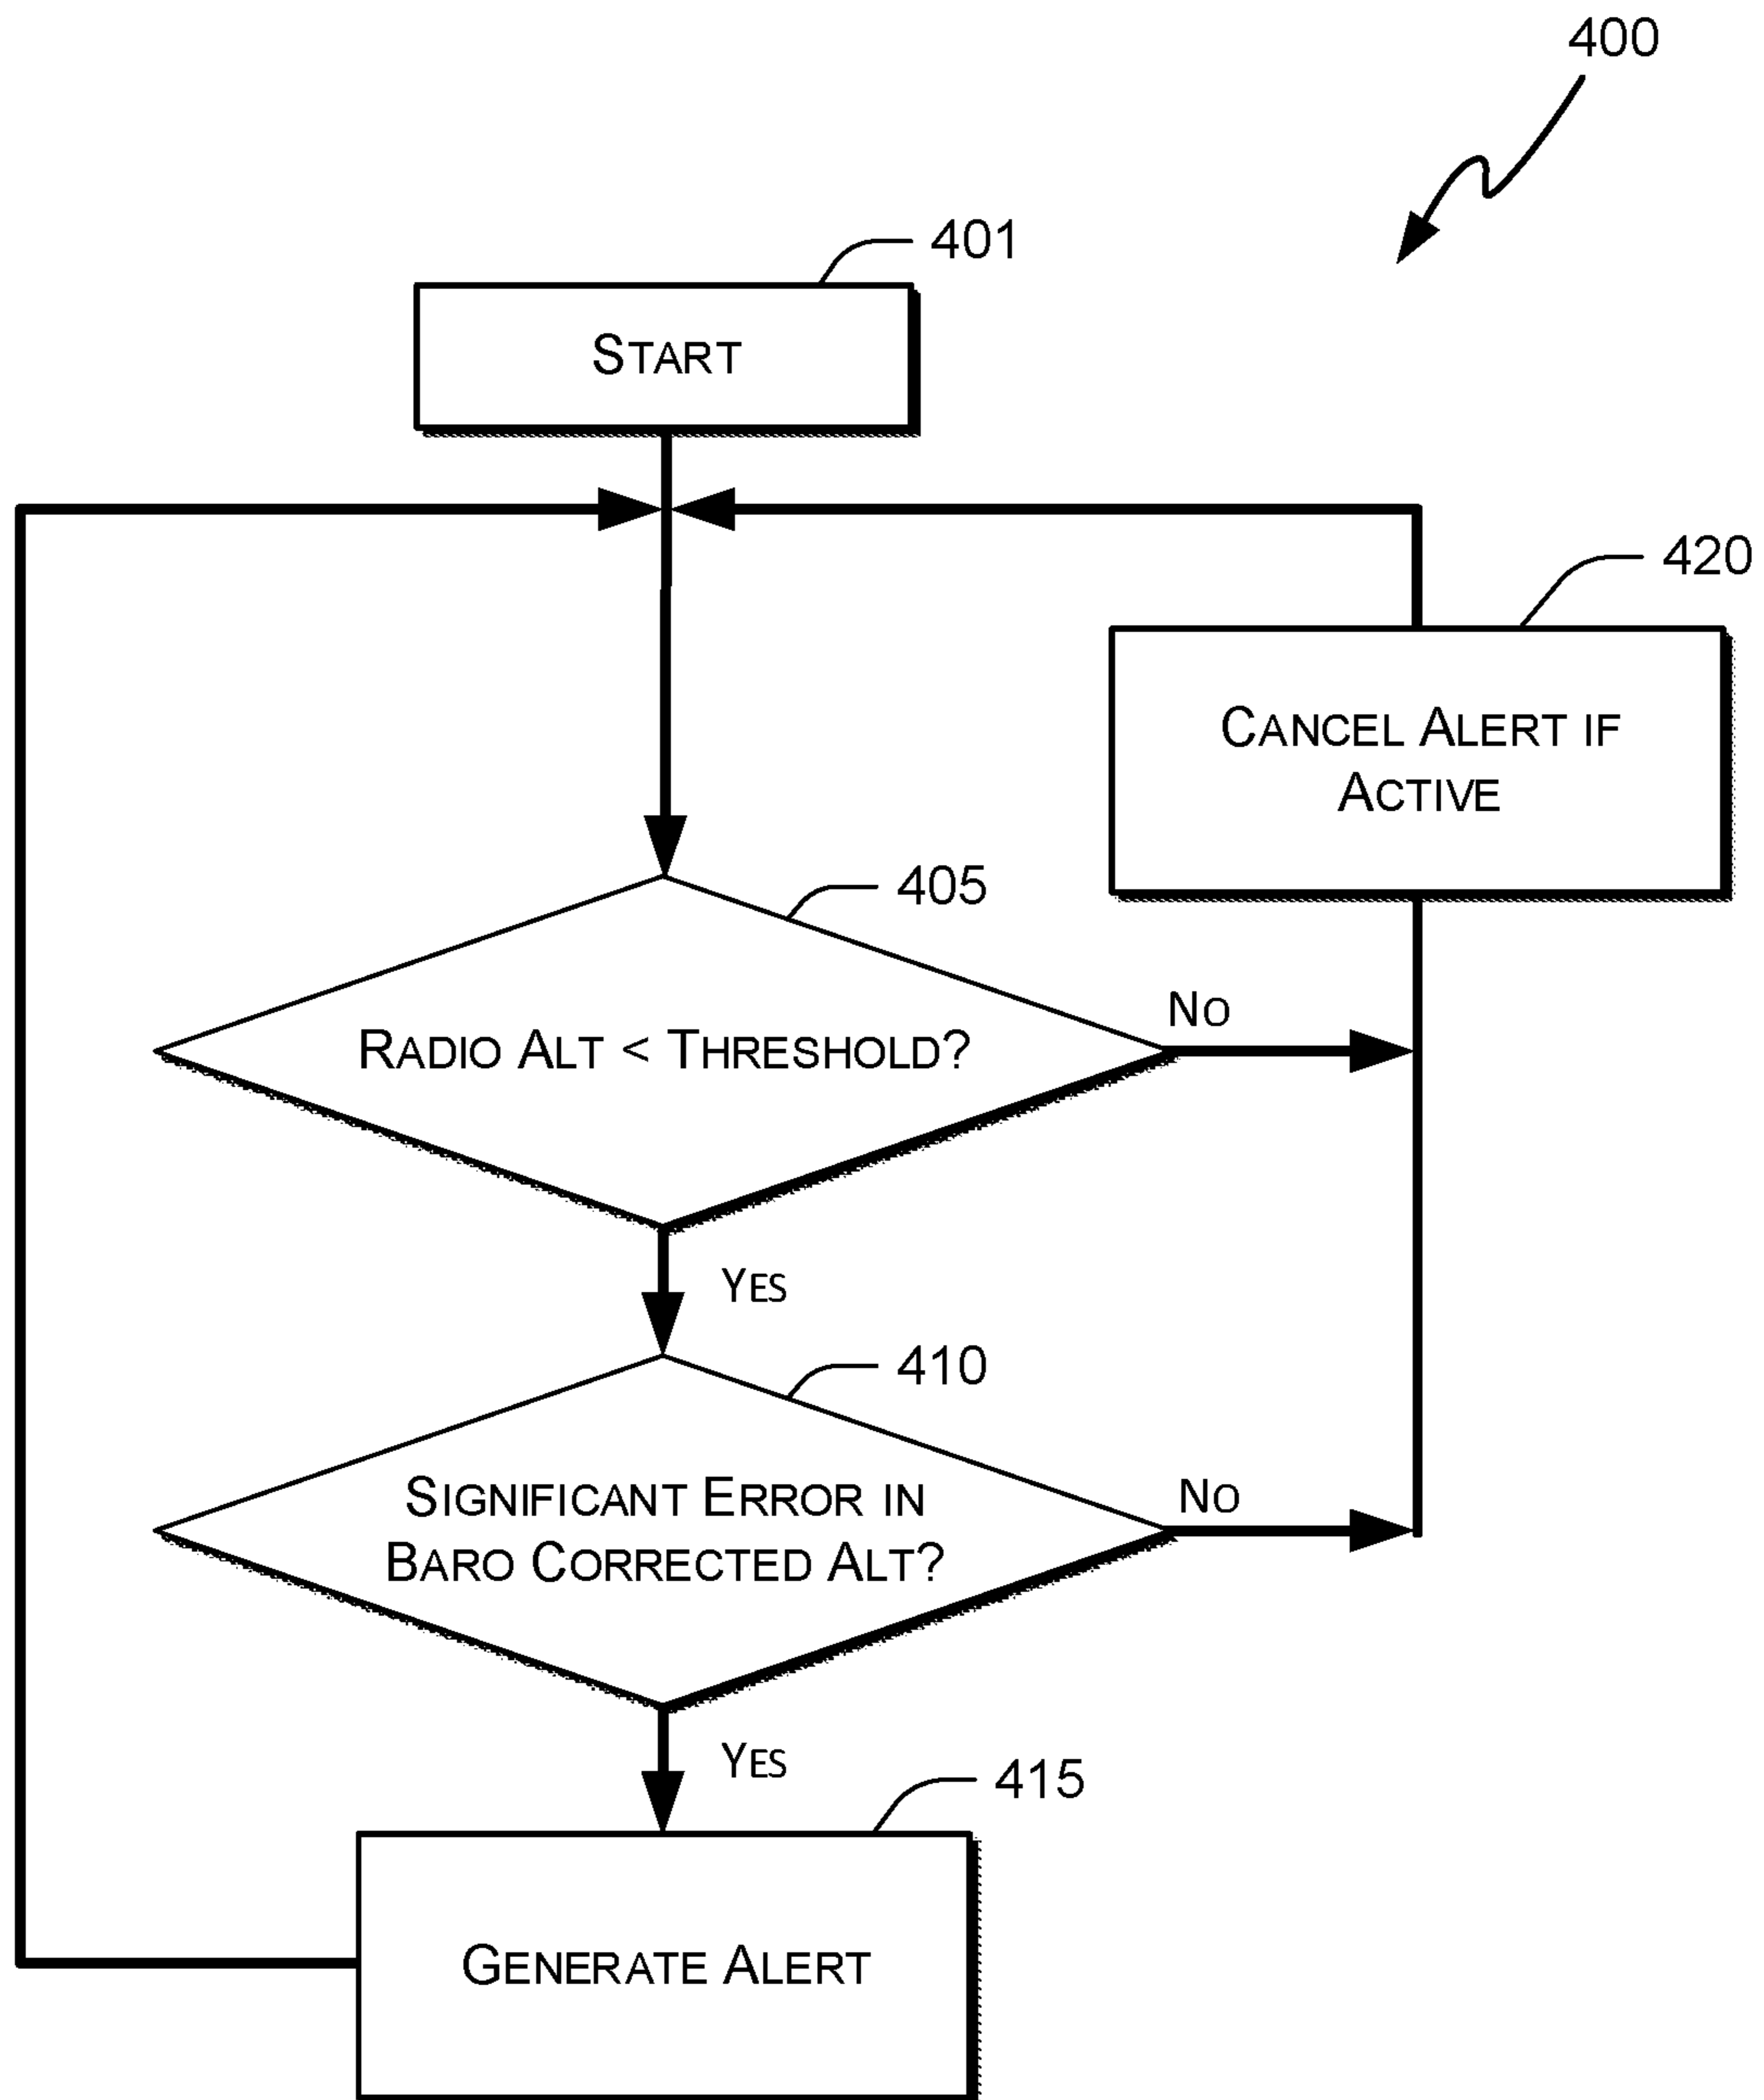 400
401
START
420
CANCEL ALERT IF
ACTIVE
405
RADIO ALT < THRESHOLD?
NO
YES
410
SIGNIFICANT ERROR IN
BARO CORRECTED ALT?
NO
YES
415
GENERATE ALERT